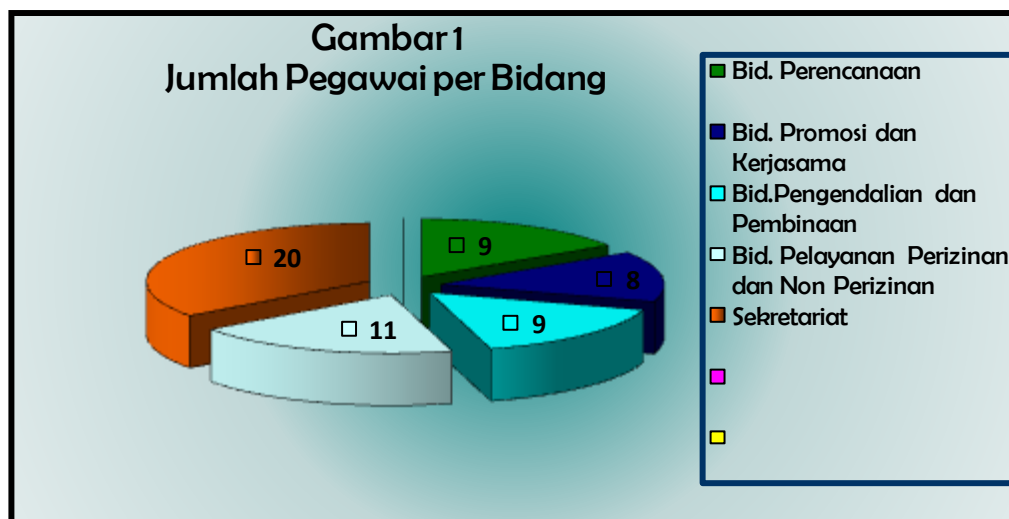 Gambar 1
Jumlah Pegawai per Bidang
9
8
9
11
20
Bid. Perencanaan
Bid. Promosi dan
Kerjasama
Bid.Pengendalian dan
Pembinaan
Bid. Pelayanan Perizinan
dan Non Perizinan
Sekretariat